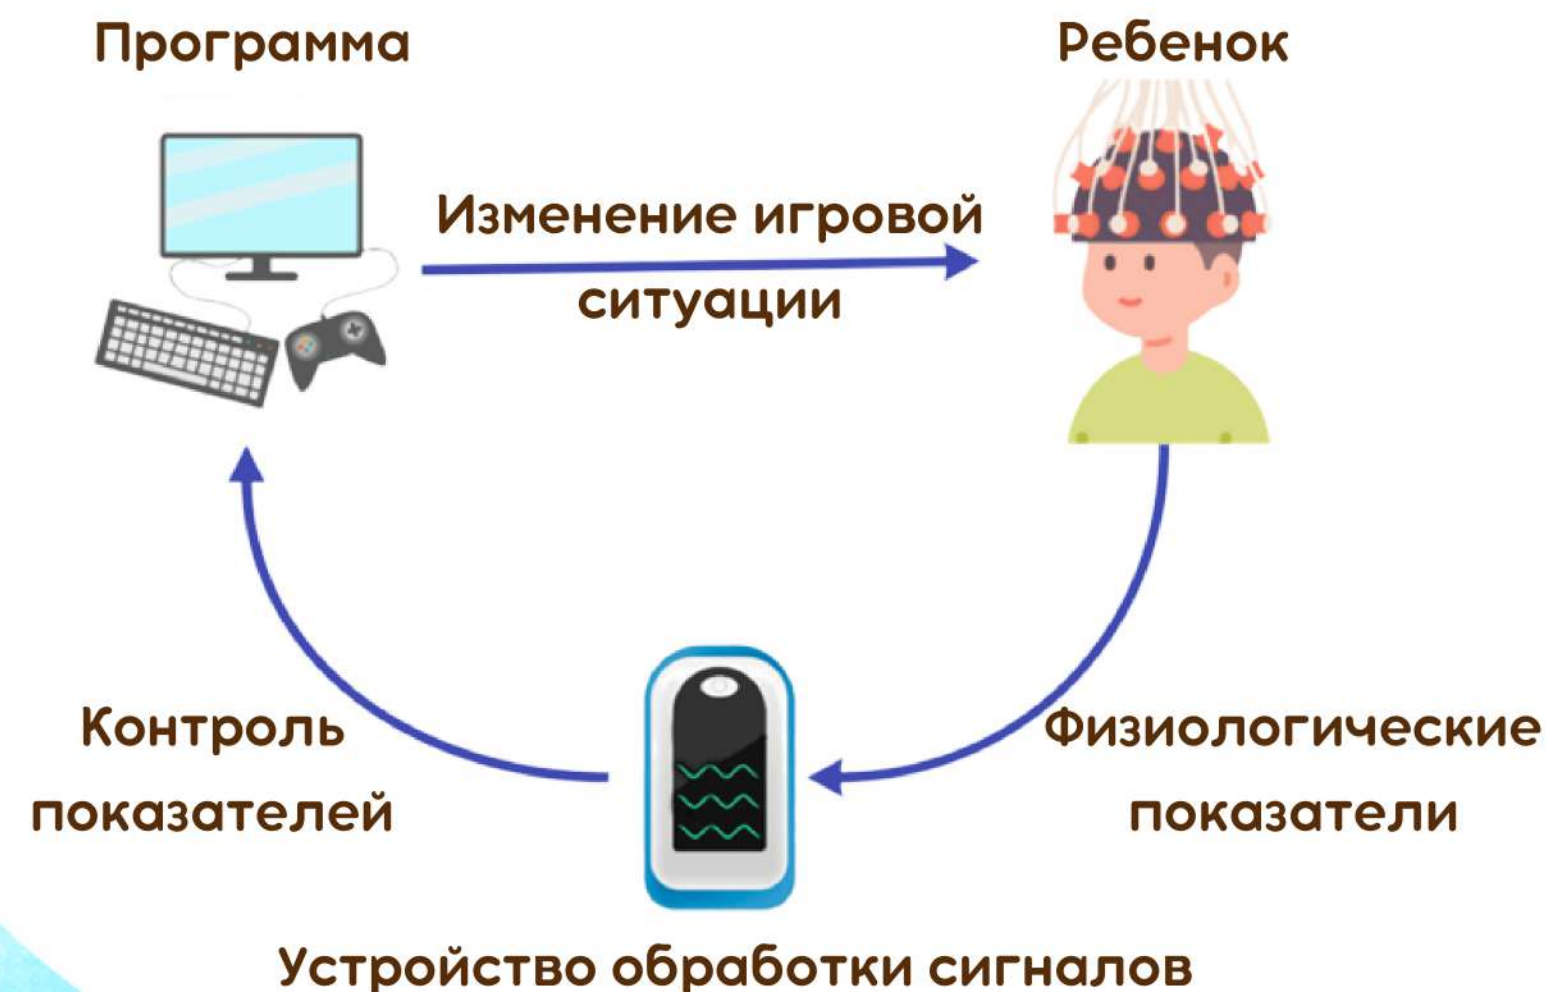 Программа
Ребенок
Изменение игровой
ситуации
Контроль
показателей
Физиологические
показатели
Устройство обработки сигналов